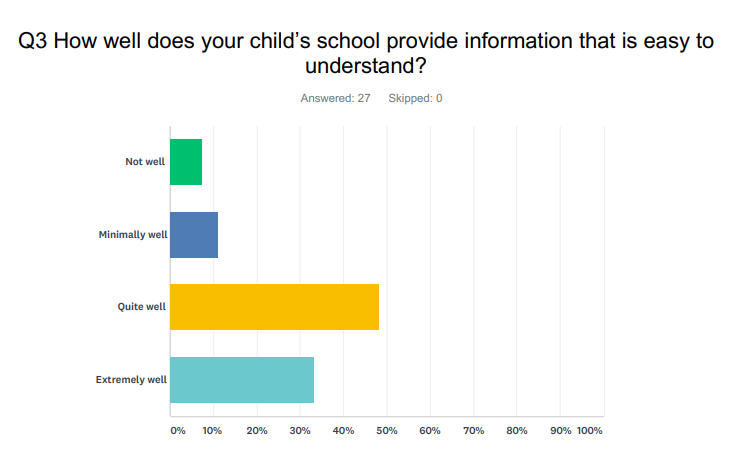 Q3 How well does your child’s school provide information that is easy to
understand?
Answered: 27 Skipped: 0
Not well
Minimally well
Quite well
Extremely well
0% 10% 20% 30% 40% 50% 60% 70% 80% 90% 100%